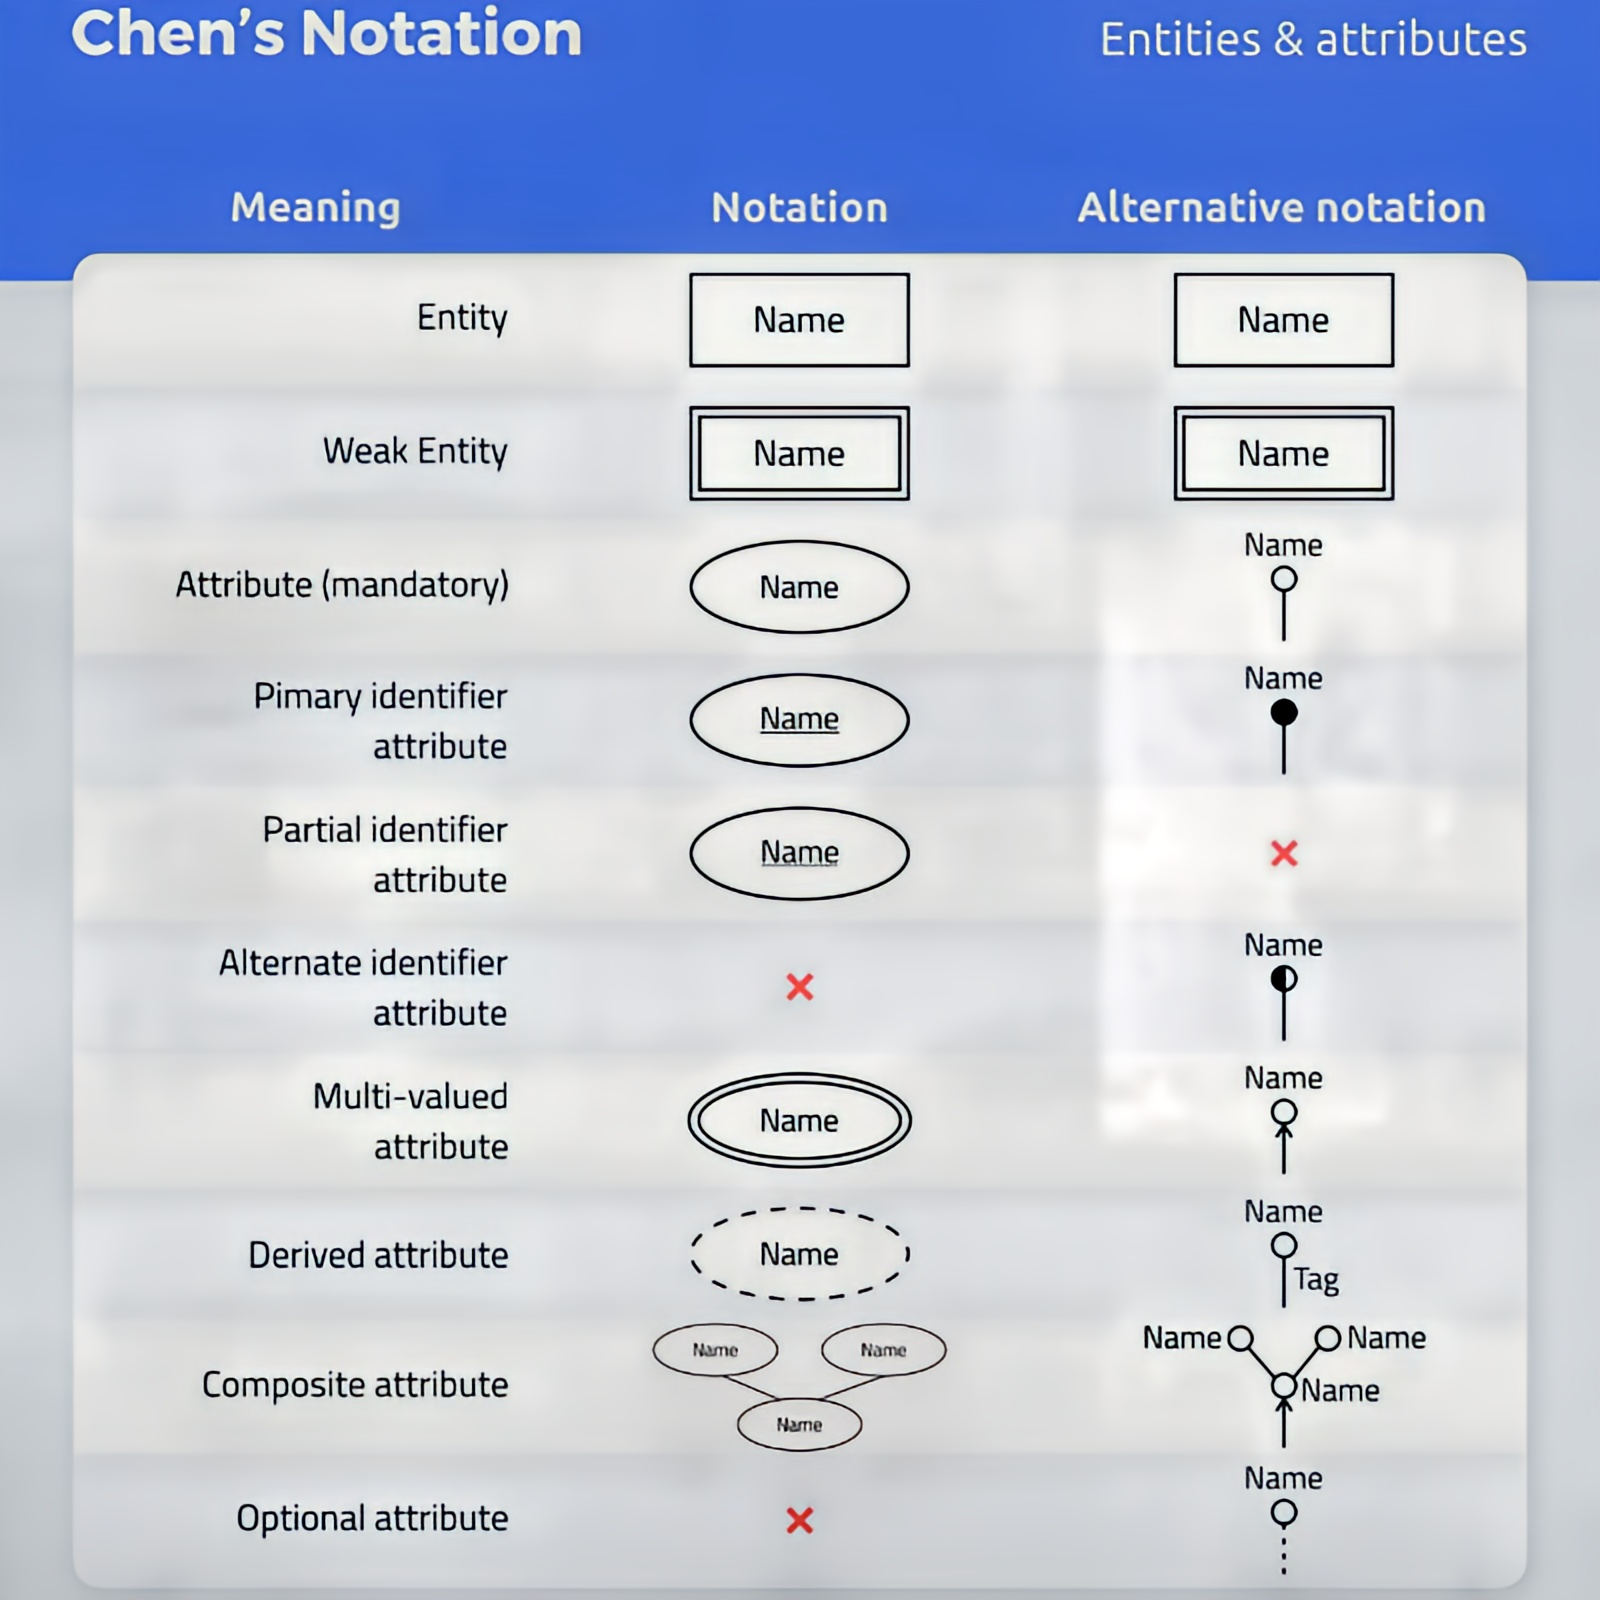 Chen's Notation
Entities & attributes
Meaning
Notation
Alternative notation
Entity
Name
Name
Weak Entity
Name
Name
Attribute (mandatory)
Name
Name
Pimary identifier
attribute
Name
Name
Partial identifier
attribute
Name
Alternate identifier
attribute
Name
Multi-valued
attribute
Name
Name
Derived attribute
Name
Name
Tag
Composite attribute
Name
Name
Name
Name
Name
Name
Optional attribute
Name